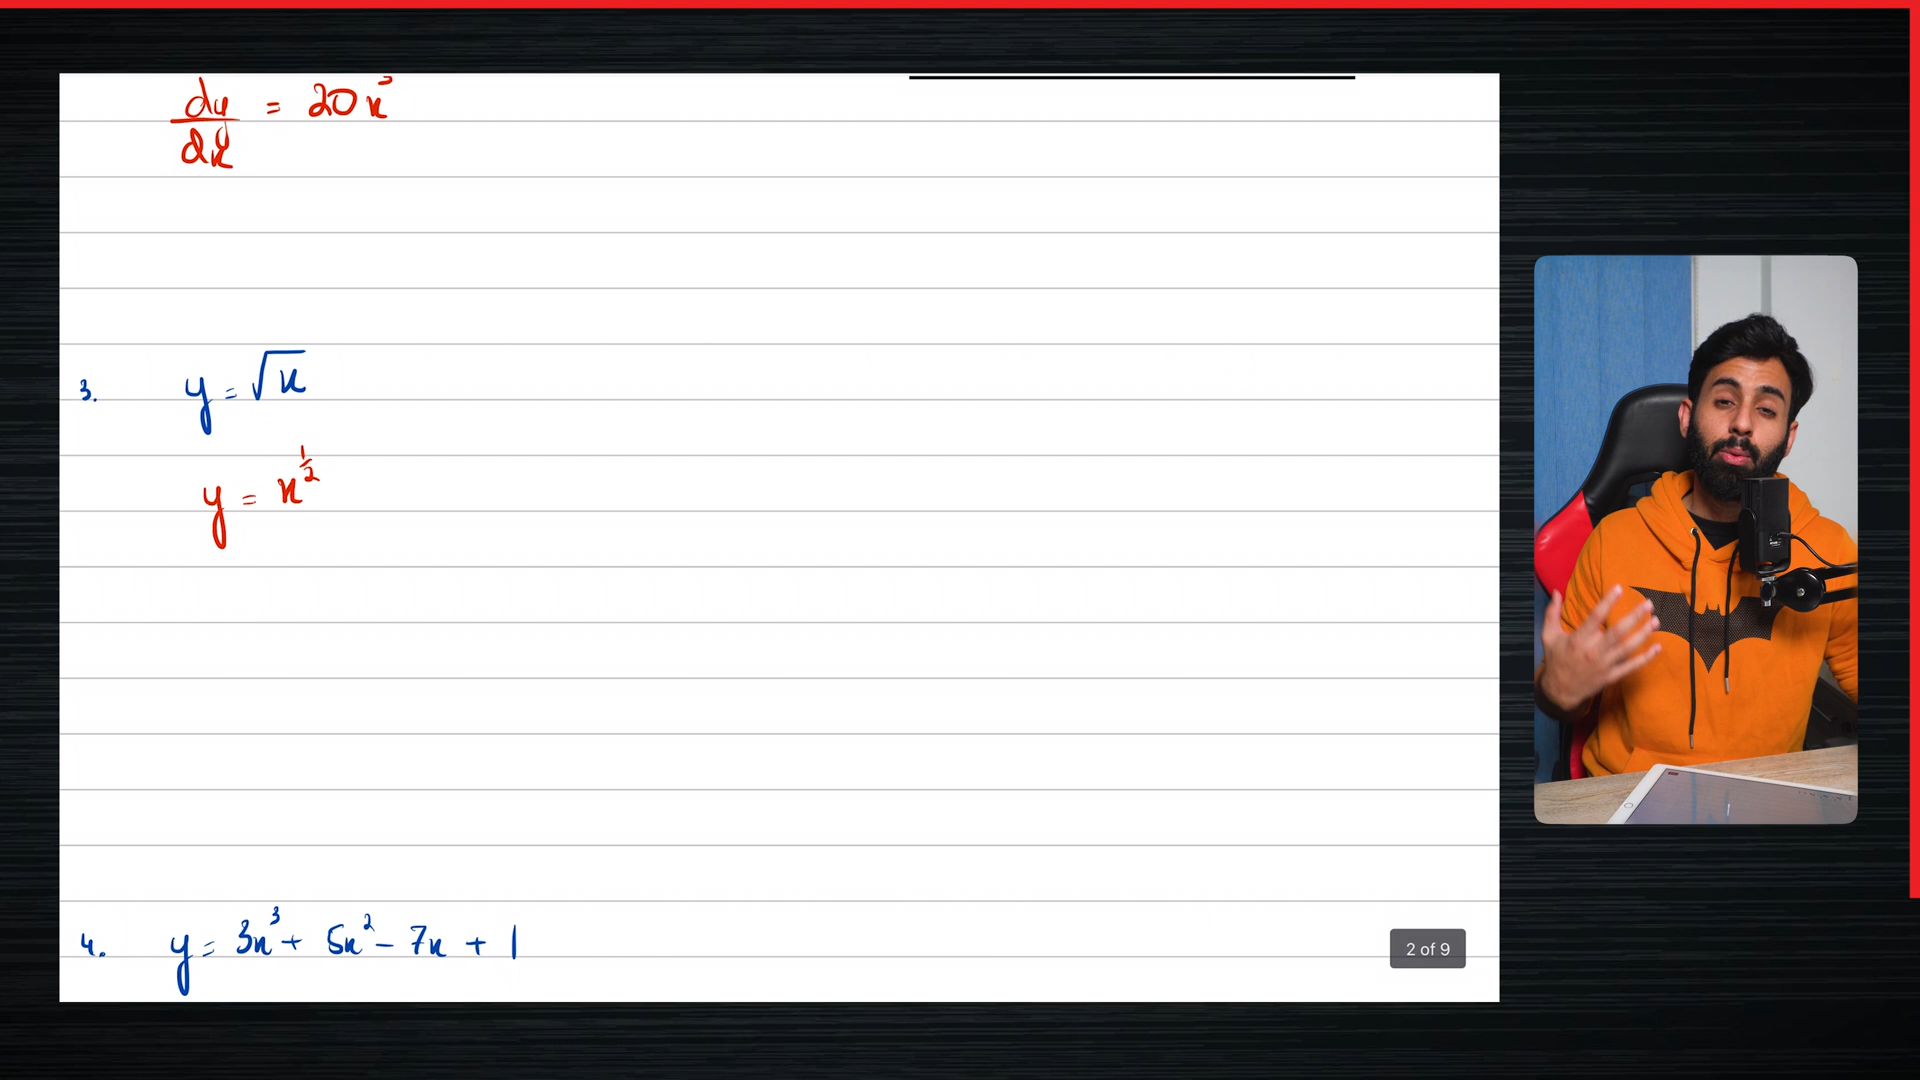 dy/dx = 20x³
3. y = √x
y = x^½
4. y = 3x³ + 5x² - 7x + 1
2 of 9